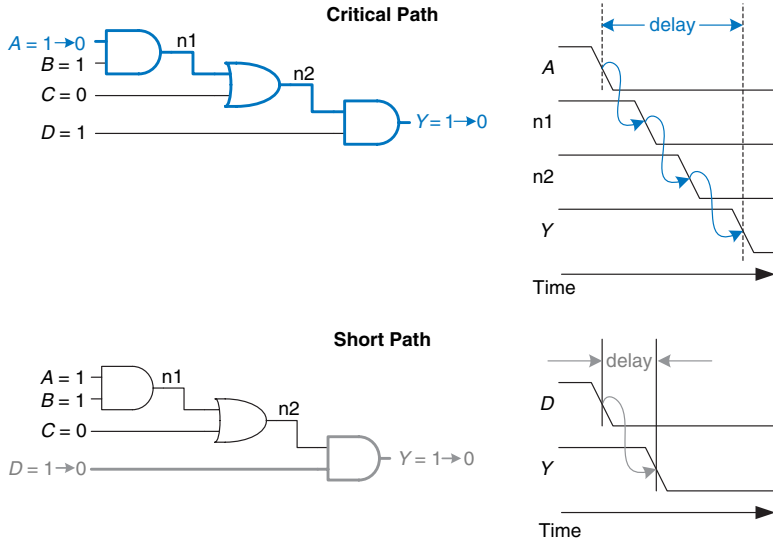 Critical Path
A = 1→0
n1
B = 1
n2
C = 0
D = 1
Y = 1→0
delay
A
n1
n2
Y
Time
Short Path
A = 1
n1
B = 1
n2
C = 0
D = 1→0
Y = 1→0
delay
D
Y
Time